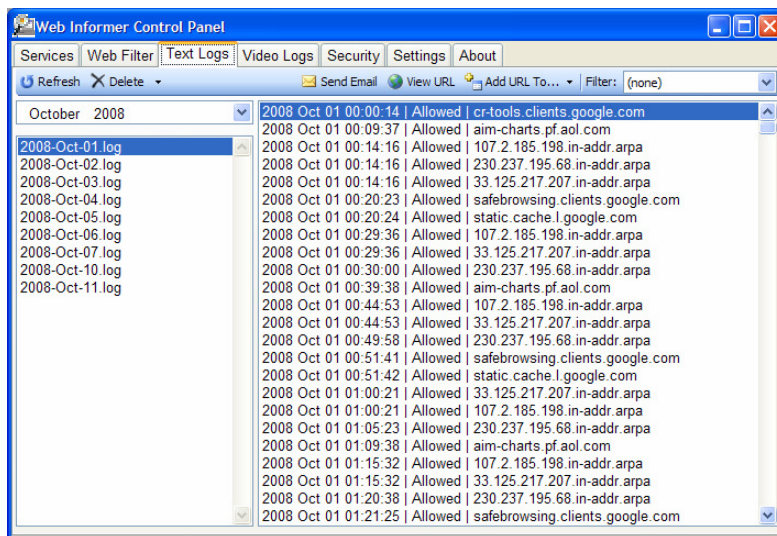 Web Informer Control Panel
Services Web Filter Text Logs Video Logs Security Settings About
Refresh Delete Send Email View URL Add URL To... Filter: (none)
October 2008
2008-Oct-01.log
2008-Oct-02.log
2008-Oct-03.log
2008-Oct-04.log
2008-Oct-05.log
2008-Oct-06.log
2008-Oct-07.log
2008-Oct-10.log
2008-Oct-11.log
2008 Oct 01 00:00:14 | Allowed | cr-tools.clients.google.com
2008 Oct 01 00:09:37 | Allowed | aim-charts.pf.aol.com
2008 Oct 01 00:14:16 | Allowed | 107.2.185.198.in-addr.arpa
2008 Oct 01 00:14:16 | Allowed | 230.237.195.68.in-addr.arpa
2008 Oct 01 00:14:16 | Allowed | 33.125.217.207.in-addr.arpa
2008 Oct 01 00:20:23 | Allowed | safebrowsing.clients.google.com
2008 Oct 01 00:20:24 | Allowed | static.cache.l.google.com
2008 Oct 01 00:29:36 | Allowed | 107.2.185.198.in-addr.arpa
2008 Oct 01 00:29:36 | Allowed | 33.125.217.207.in-addr.arpa
2008 Oct 01 00:30:00 | Allowed | 230.237.195.68.in-addr.arpa
2008 Oct 01 00:39:38 | Allowed | aim-charts.pf.aol.com
2008 Oct 01 00:44:53 | Allowed | 107.2.185.198.in-addr.arpa
2008 Oct 01 00:44:53 | Allowed | 33.125.217.207.in-addr.arpa
2008 Oct 01 00:49:58 | Allowed | 230.237.195.68.in-addr.arpa
2008 Oct 01 00:51:41 | Allowed | safebrowsing.clients.google.com
2008 Oct 01 00:51:42 | Allowed | static.cache.l.google.com
2008 Oct 01 01:00:21 | Allowed | 33.125.217.207.in-addr.arpa
2008 Oct 01 01:00:21 | Allowed | 107.2.185.198.in-addr.arpa
2008 Oct 01 01:05:23 | Allowed | 230.237.195.68.in-addr.arpa
2008 Oct 01 01:09:38 | Allowed | aim-charts.pf.aol.com
2008 Oct 01 01:15:32 | Allowed | 107.2.185.198.in-addr.arpa
2008 Oct 01 01:15:32 | Allowed | 33.125.217.207.in-addr.arpa
2008 Oct 01 01:20:38 | Allowed | 230.237.195.68.in-addr.arpa
2008 Oct 01 01:21:25 | Allowed | safebrowsing.clients.google.com